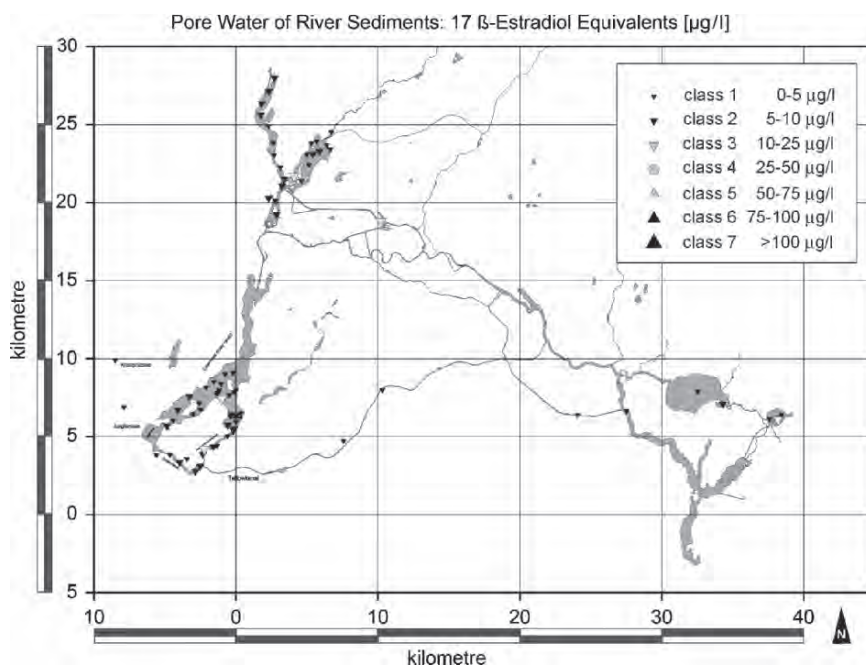 Pore Water of River Sediments: 17 ß-Estradiol Equivalents [µg/l]
30
25
20
15
10
5
0
5
kilometre
class 1 0-5 µg/l
class 2 5-10 µg/l
class 3 10-25 µg/l
class 4 25-50 µg/l
class 5 50-75 µg/l
class 6 75-100 µg/l
class 7 >100 µg/l
Teltowkanal
10 0 10 20 30 40
kilometre
N